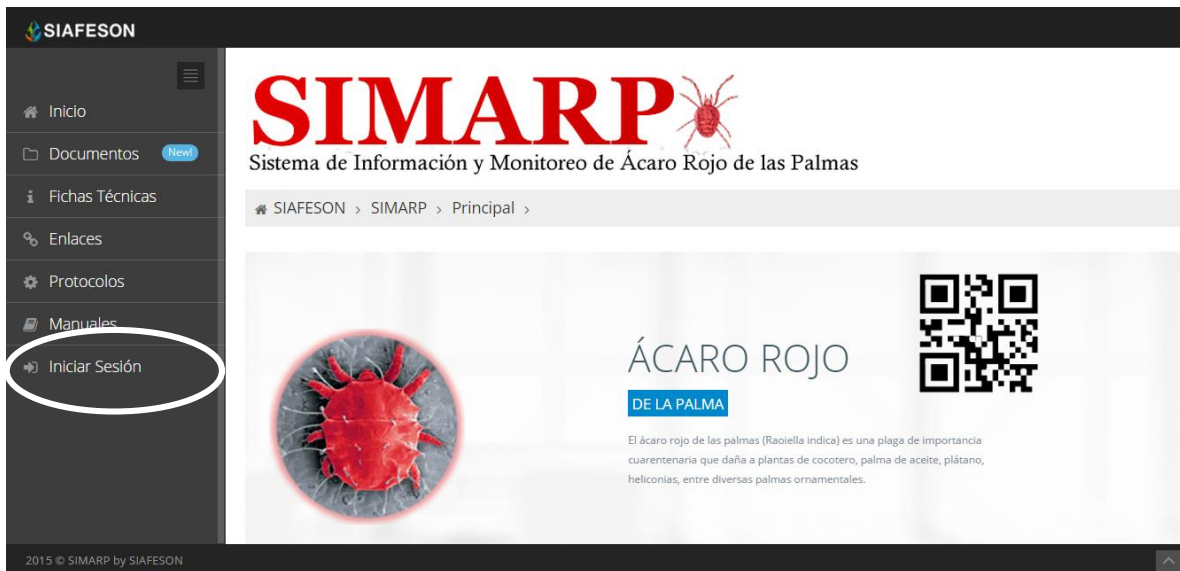 SIAFESON
Inicio
Documentos New!
Fichas Técnicas
Enlaces
Protocolos
Manuales
Iniciar Sesión
SIMARP
Sistema de Información y Monitoreo de Ácaro Rojo de las Palmas
SIAFESON > SIMARP > Principal >
ÁCARO ROJO
DE LA PALMA
El ácaro rojo de las palmas (Raoiella indica) es una plaga de importancia
cuarentenaria que daña a plantas de cocotero, palma de aceite, plátano,
heliconias, entre diversas palmas ornamentales.
2015 © SIMARP by SIAFESON